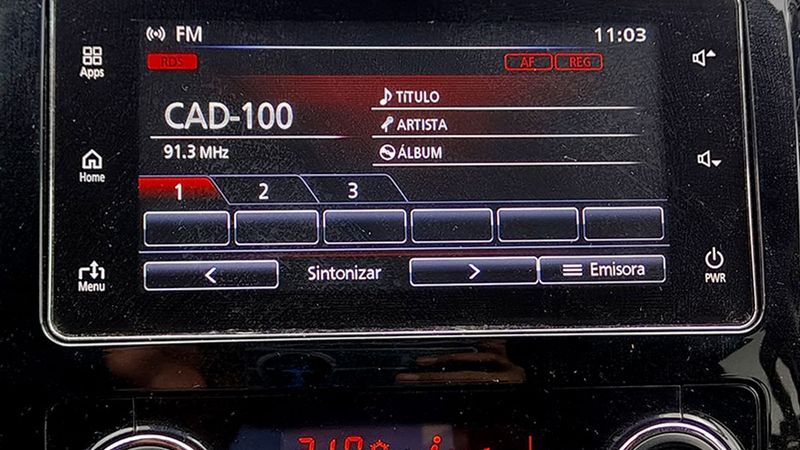 FM 11:03
RDS AF REG
Apps
CAD-100
TITULO
ARTISTA
91.3 MHz
ÁLBUM
Home
1 2 3
Sintonizar
Emisora
Menu
PWR